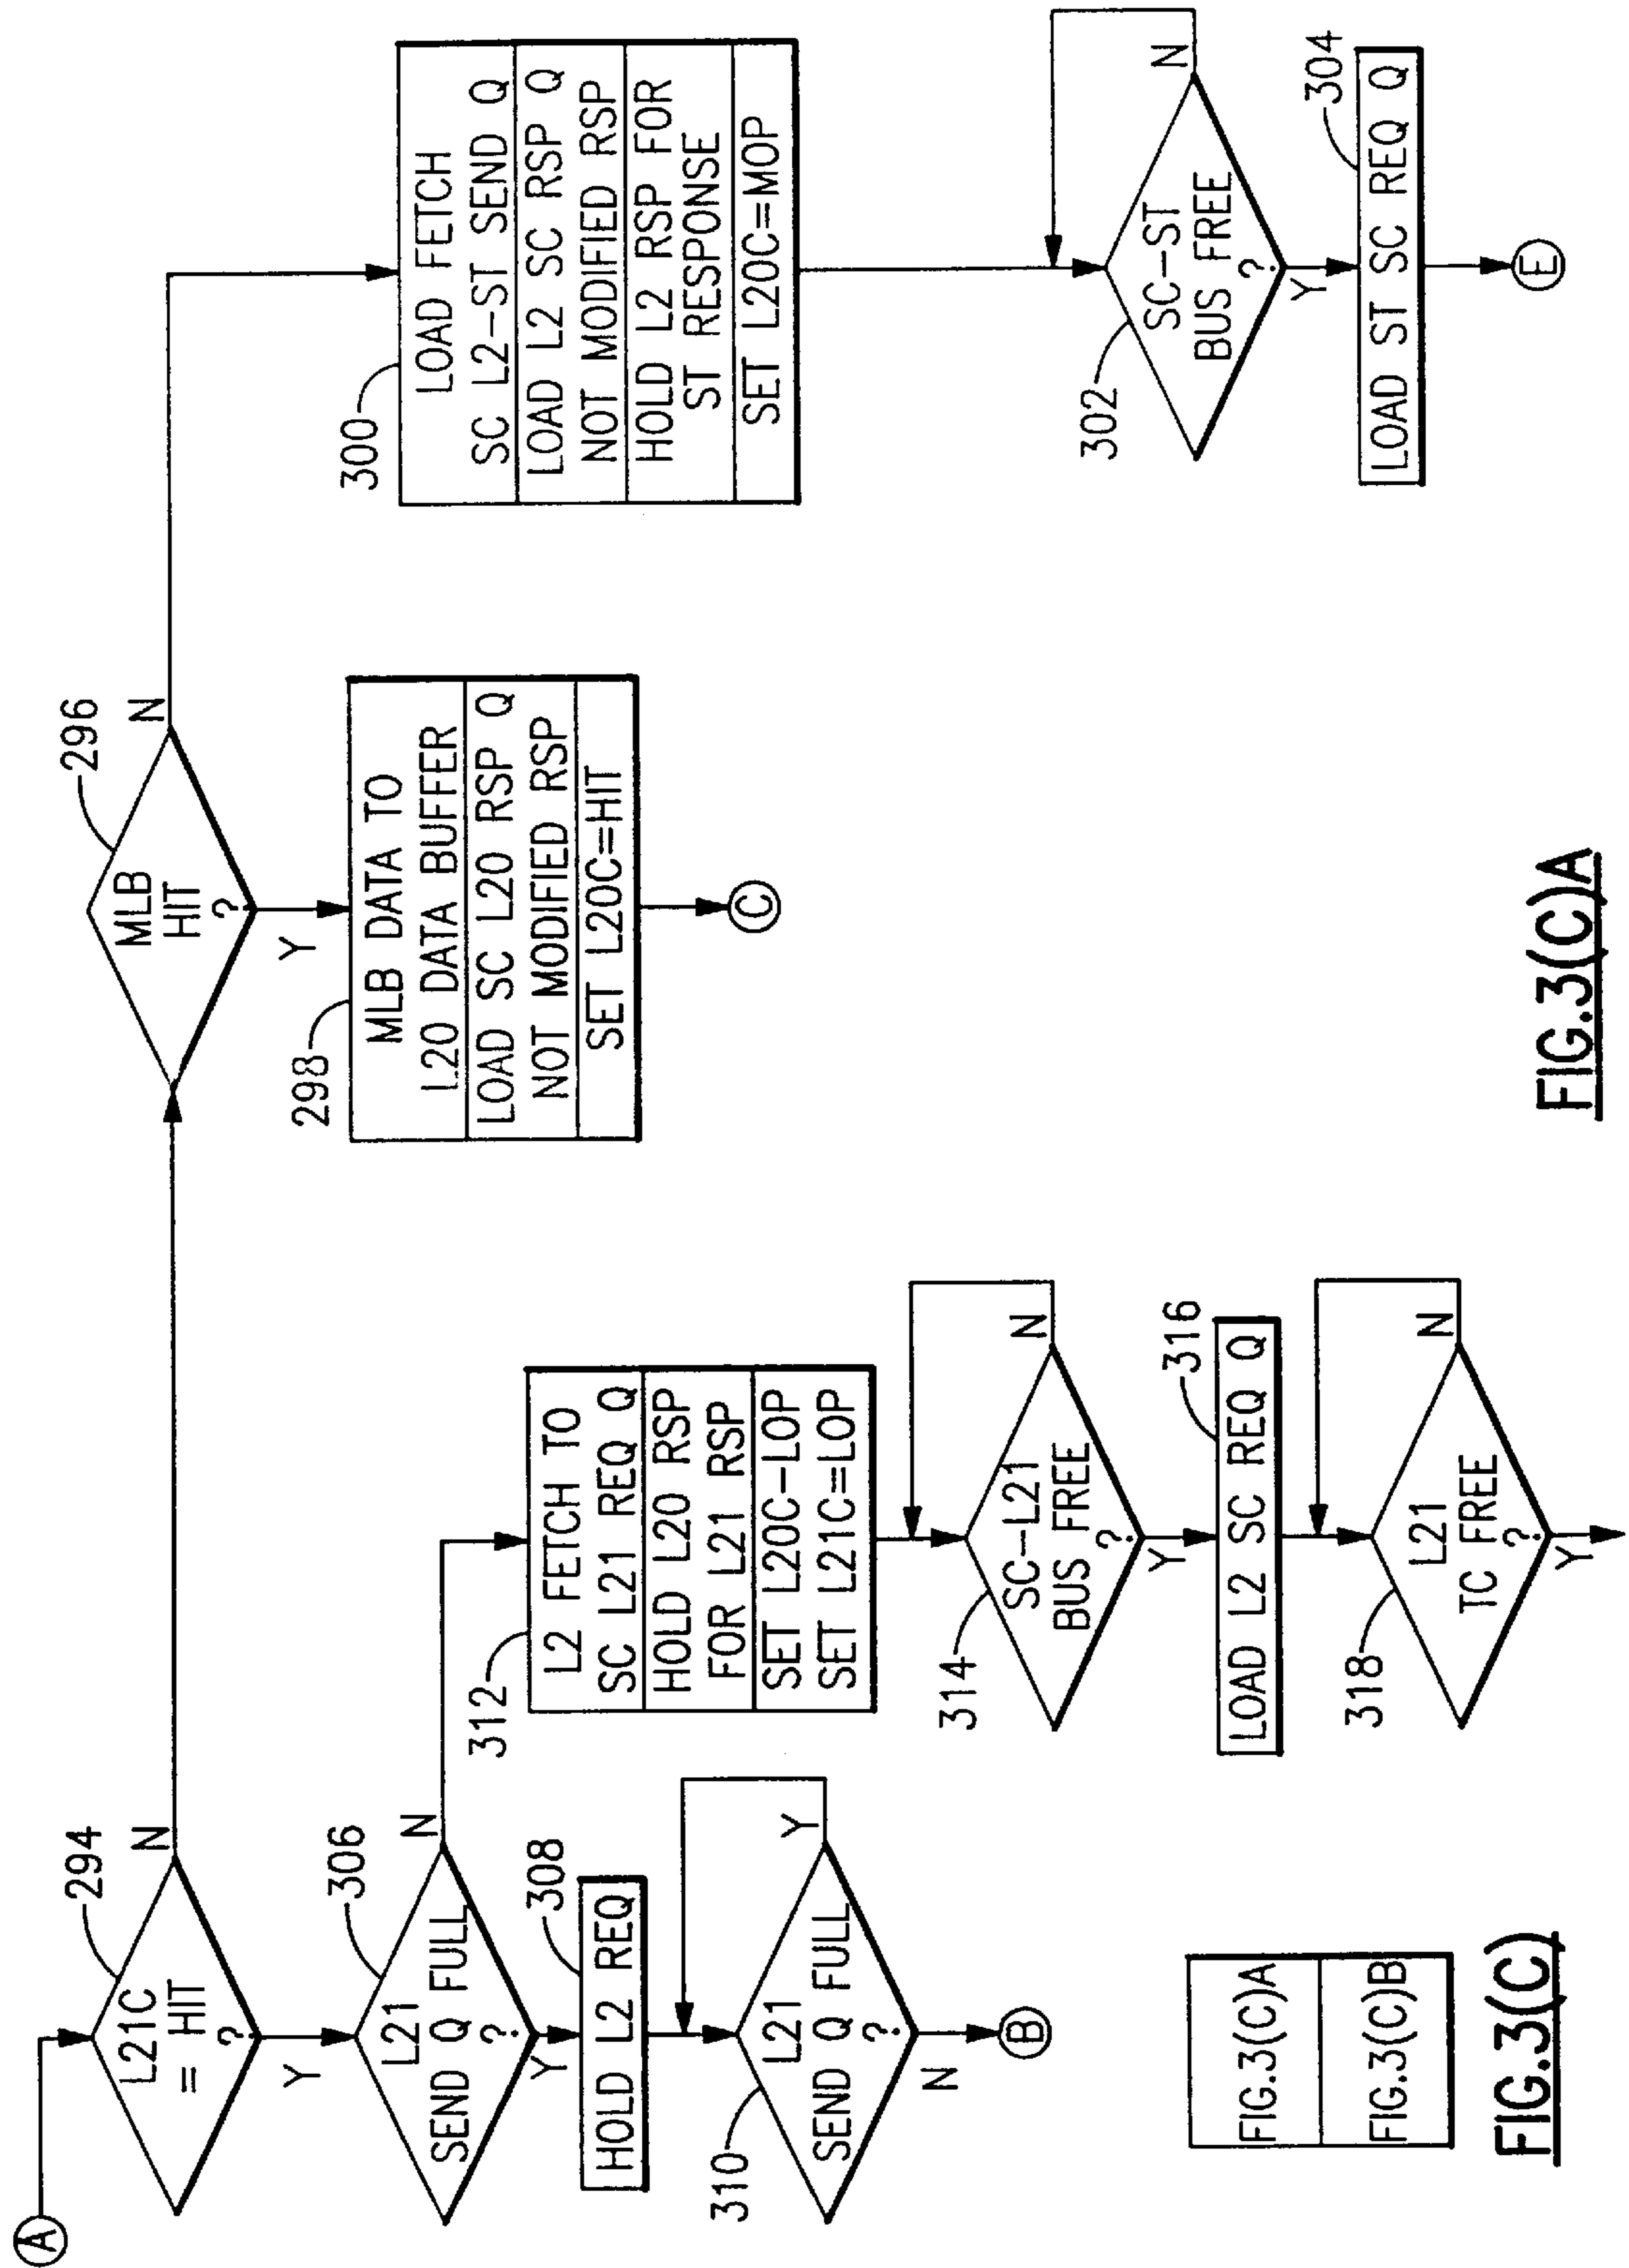 A
L21C
= HIT
?
294
N
Y
MLB
HIT
?
296
N
Y
298
MLB DATA TO
L20 DATA BUFFER
LOAD SC L20 RSP Q
NOT MODIFIED RSP
SET L20C=HIT
C
300
LOAD FETCH
SC L2-ST SEND Q
LOAD L2 SC RSP Q
NOT MODIFIED RSP
HOLD L2 RSP FOR
ST RESPONSE
SET L20C=MOP
302
SC-ST
BUS FREE
?
N
Y
304
LOAD ST SC REQ Q
E
306
L21
SEND Q FULL
?
N
Y
308
HOLD L2 REQ
310
L21
SEND Q FULL
?
Y
N
B
312
L2 FETCH TO
SC L21 REQ Q
HOLD L20 RSP
FOR L21 RSP
SET L20C-LOP
SET L21C=LOP
314
SC-L21
BUS FREE
?
N
Y
316
LOAD L2 SC REQ Q
318
L21
TC FREE
?
N
Y
FIG.3(C)A
FIG.3(C)B
FIG.3(C)
FIG.3(C)A